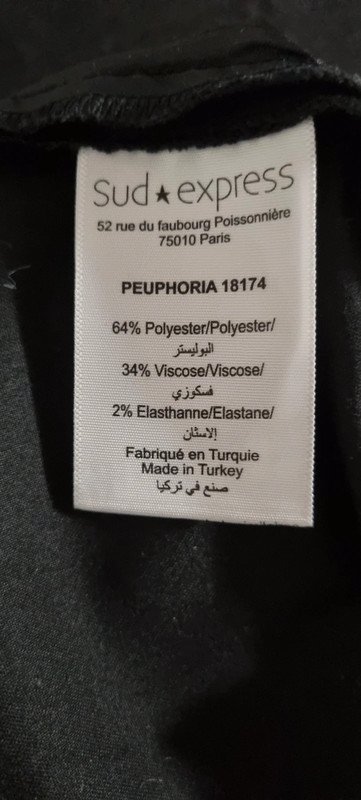 Sud★express
52 rue du faubourg Poissonnière
75010 Paris
PEUPHORIA 18174
64% Polyester/Polyester/
البوليستر
34% Viscose/Viscose/
فسكوزي
2% Elasthanne/Elastane/
الاستان
Fabriqué en Turquie
Made in Turkey
صنع في تركيا